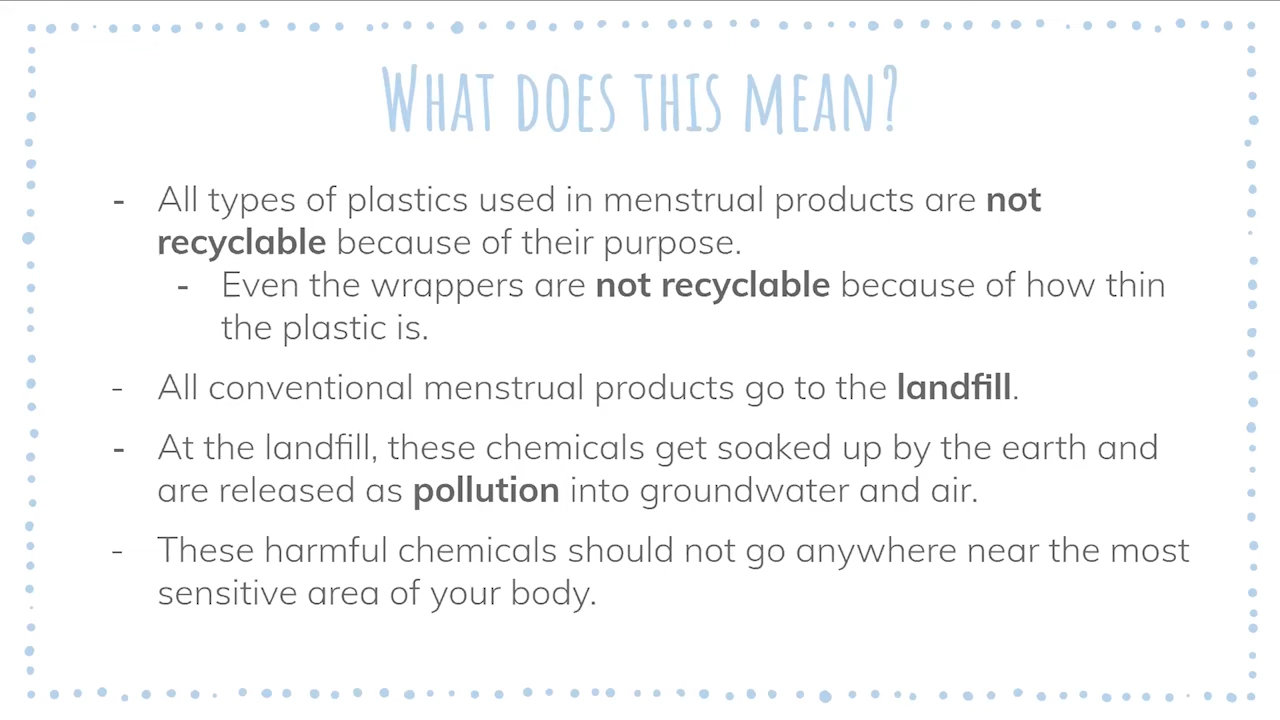 What does this mean?
- All types of plastics used in menstrual products are not
recyclable because of their purpose.
- Even the wrappers are not recyclable because of how thin
the plastic is.
- All conventional menstrual products go to the landfill.
- At the landfill, these chemicals get soaked up by the earth and
are released as pollution into groundwater and air.
- These harmful chemicals should not go anywhere near the most
sensitive area of your body.